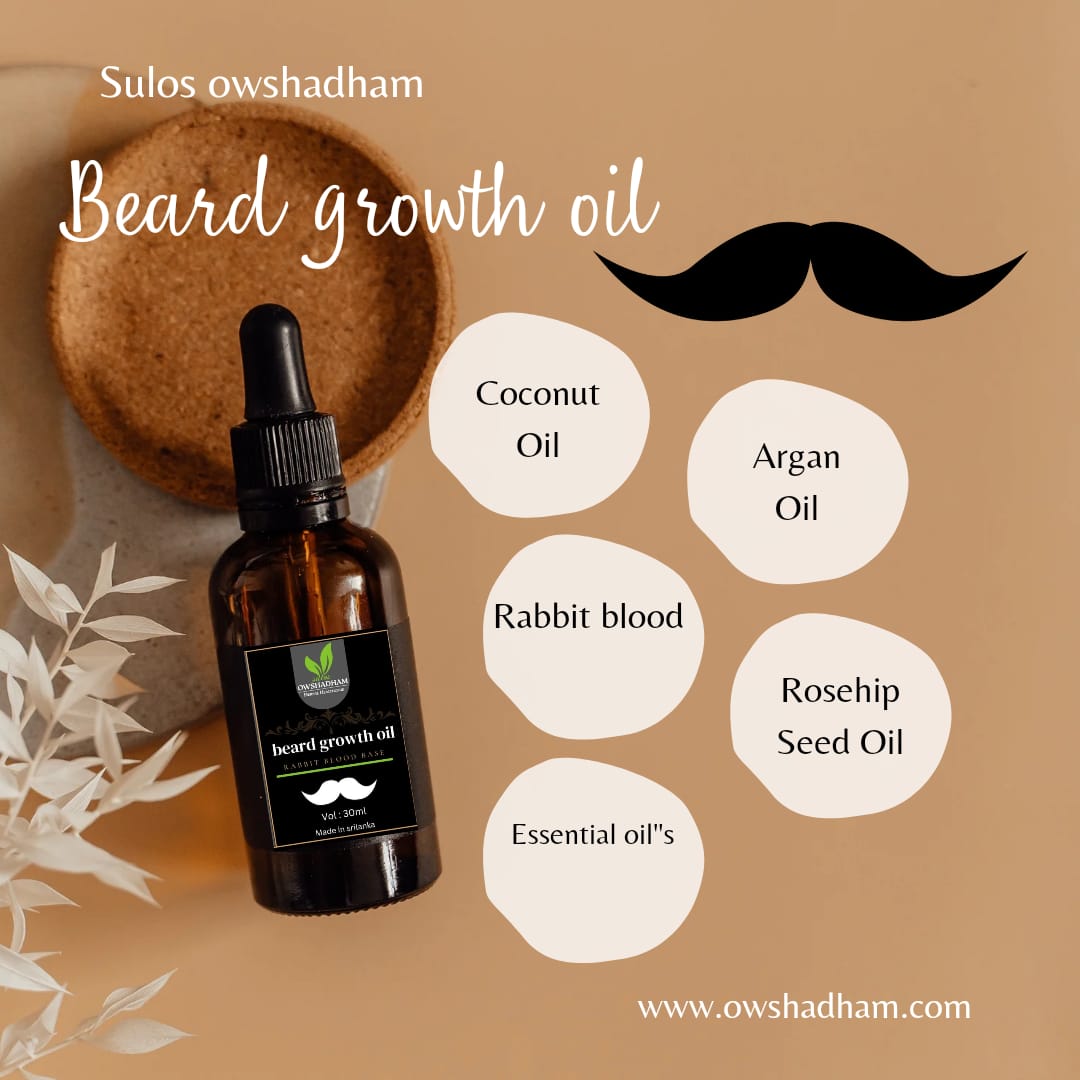 Sulos owshadham
Beard growth oil
Coconut
Oil
Argan
Oil
Rabbit blood
Rosehip
Seed Oil
Essential oil"s
OWSHADHAM
beard growth oil
RABBIT BLOOD BASE
Vol : 30ml
Made in srilanka
www.owshadham.com